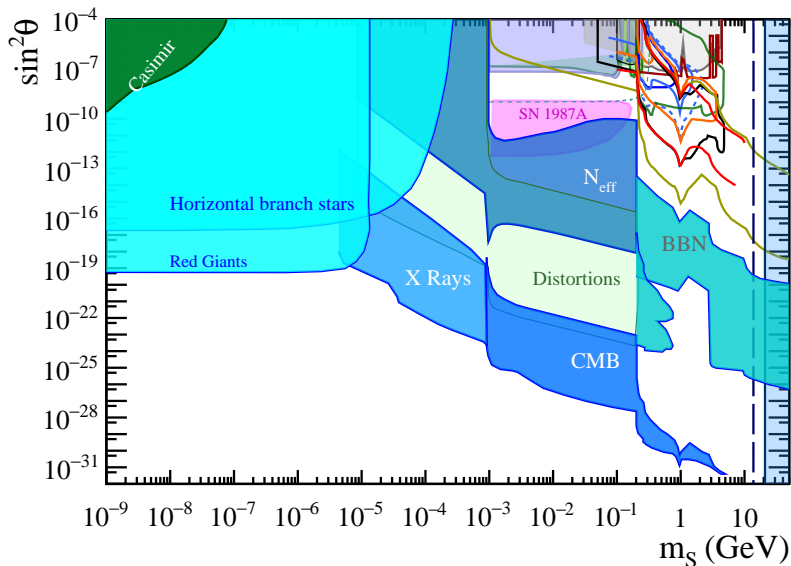 sin²θ
10⁻⁴
10⁻⁷
10⁻¹⁰
10⁻¹³
10⁻¹⁶
10⁻¹⁹
10⁻²²
10⁻²⁵
10⁻²⁸
10⁻³¹
Casimir
SN 1987A
N_eff
Horizontal branch stars
BBN
Red Giants
X Rays
Distortions
CMB
10⁻⁹ 10⁻⁸ 10⁻⁷ 10⁻⁶ 10⁻⁵ 10⁻⁴ 10⁻³ 10⁻² 10⁻¹ 1 10
m_S (GeV)